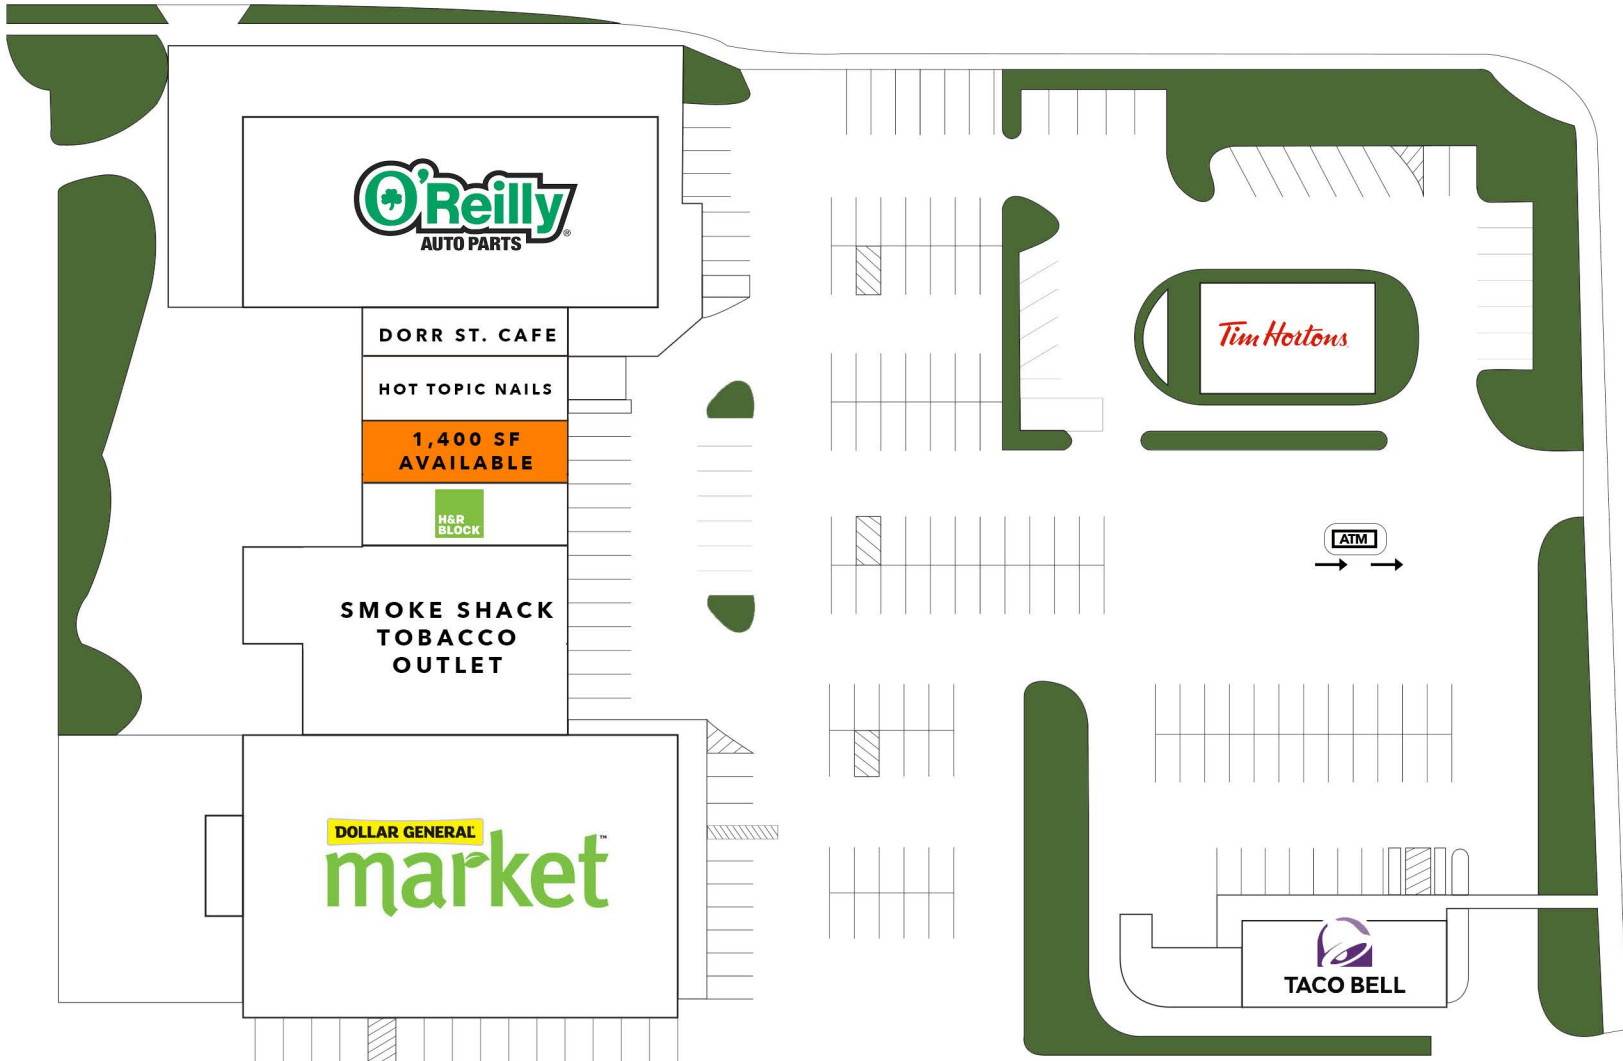 O'Reilly®
AUTO PARTS
DORR ST. CAFE
HOT TOPIC NAILS
1,400 SF
AVAILABLE
H&R
BLOCK
SMOKE SHACK
TOBACCO
OUTLET
DOLLAR GENERAL
market™
Tim Hortons
ATM
TACO BELL